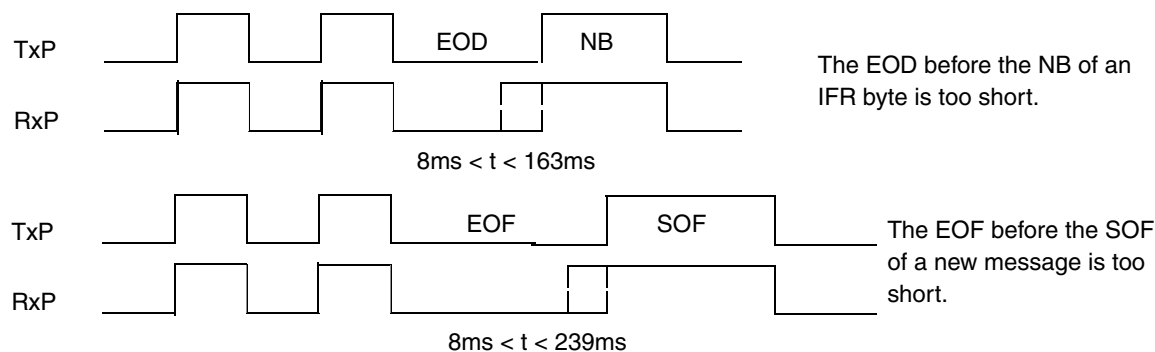 TxP
EOD
NB
The EOD before the NB of an
IFR byte is too short.
RxP
8ms < t < 163ms
TxP
EOF
SOF
The EOF before the SOF
of a new message is too
short.
RxP
8ms < t < 239ms